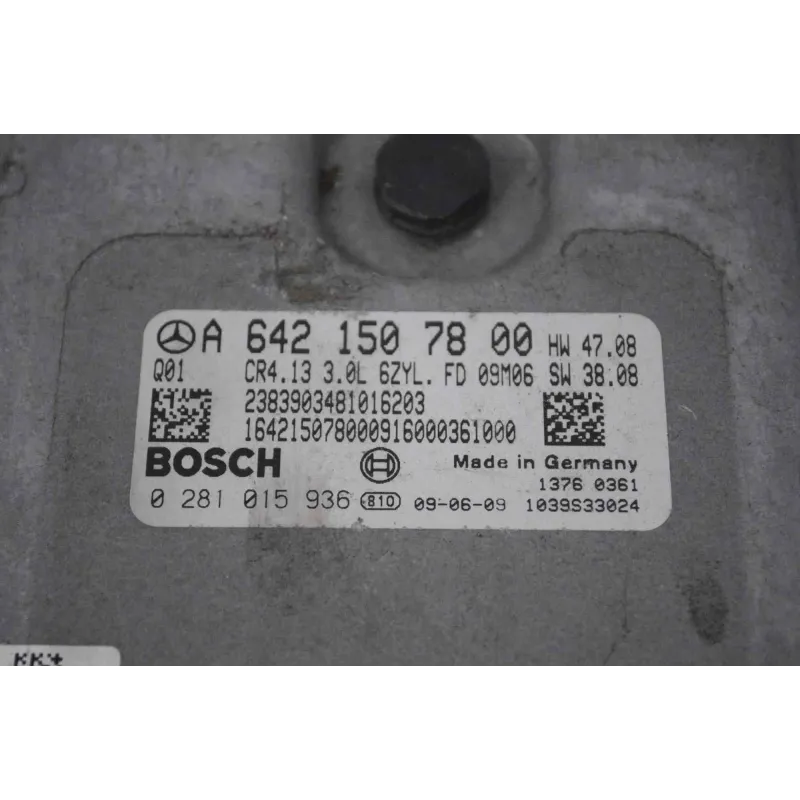 A 642 150 78 00 HW 47.08
Q01 CR4.13 3.0L 6ZYL. FD 09M06 SW 38.08
2383903481016203
164215078000916000361000
BOSCH Made in Germany
1376 0361
0 281 015 936 810 09-06-09 1039S33024